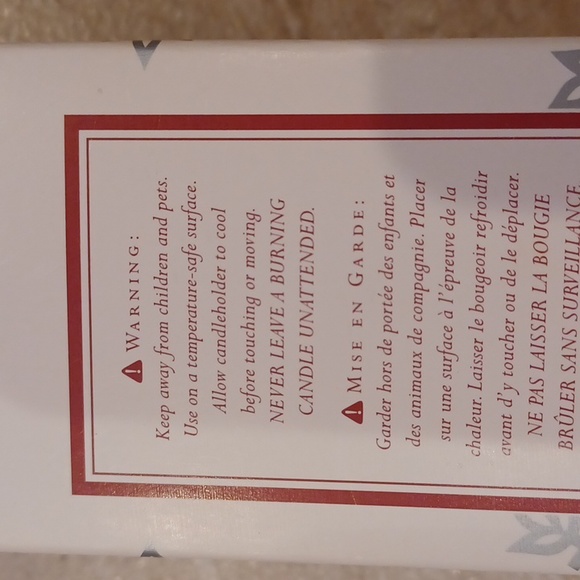 WARNING:
Keep away from children and pets.
Use on a temperature-safe surface.
Allow candleholder to cool
before touching or moving.
NEVER LEAVE A BURNING
CANDLE UNATTENDED.
MISE EN GARDE:
Garder hors de portée des enfants et
des animaux de compagnie. Placer
sur une surface à l'épreuve de la
chaleur. Laisser le bougeoir refroidir
avant d'y toucher ou de le déplacer.
NE PAS LAISSER LA BOUGIE
BRÛLER SANS SURVEILLANCE